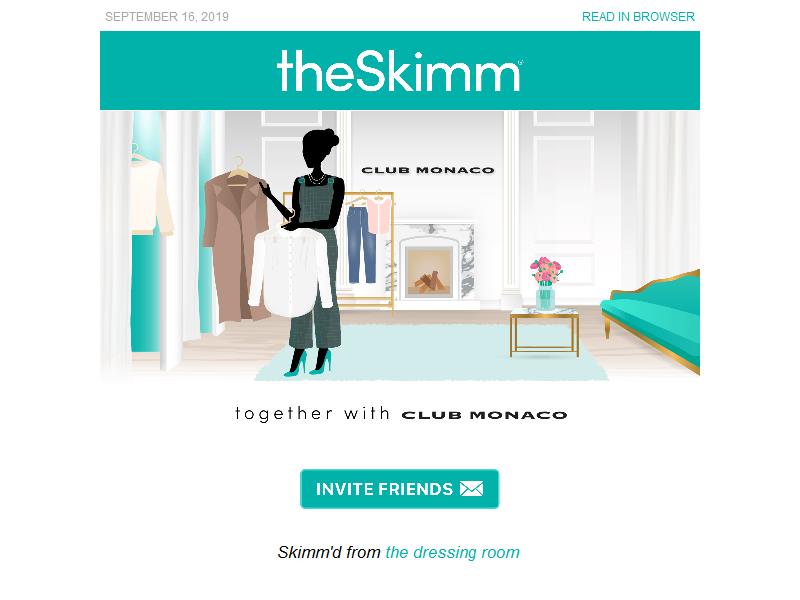 SEPTEMBER 16, 2019 READ IN BROWSER
theSkimm®
CLUB MONACO
together with CLUB MONACO
INVITE FRIENDS
Skimm'd from the dressing room